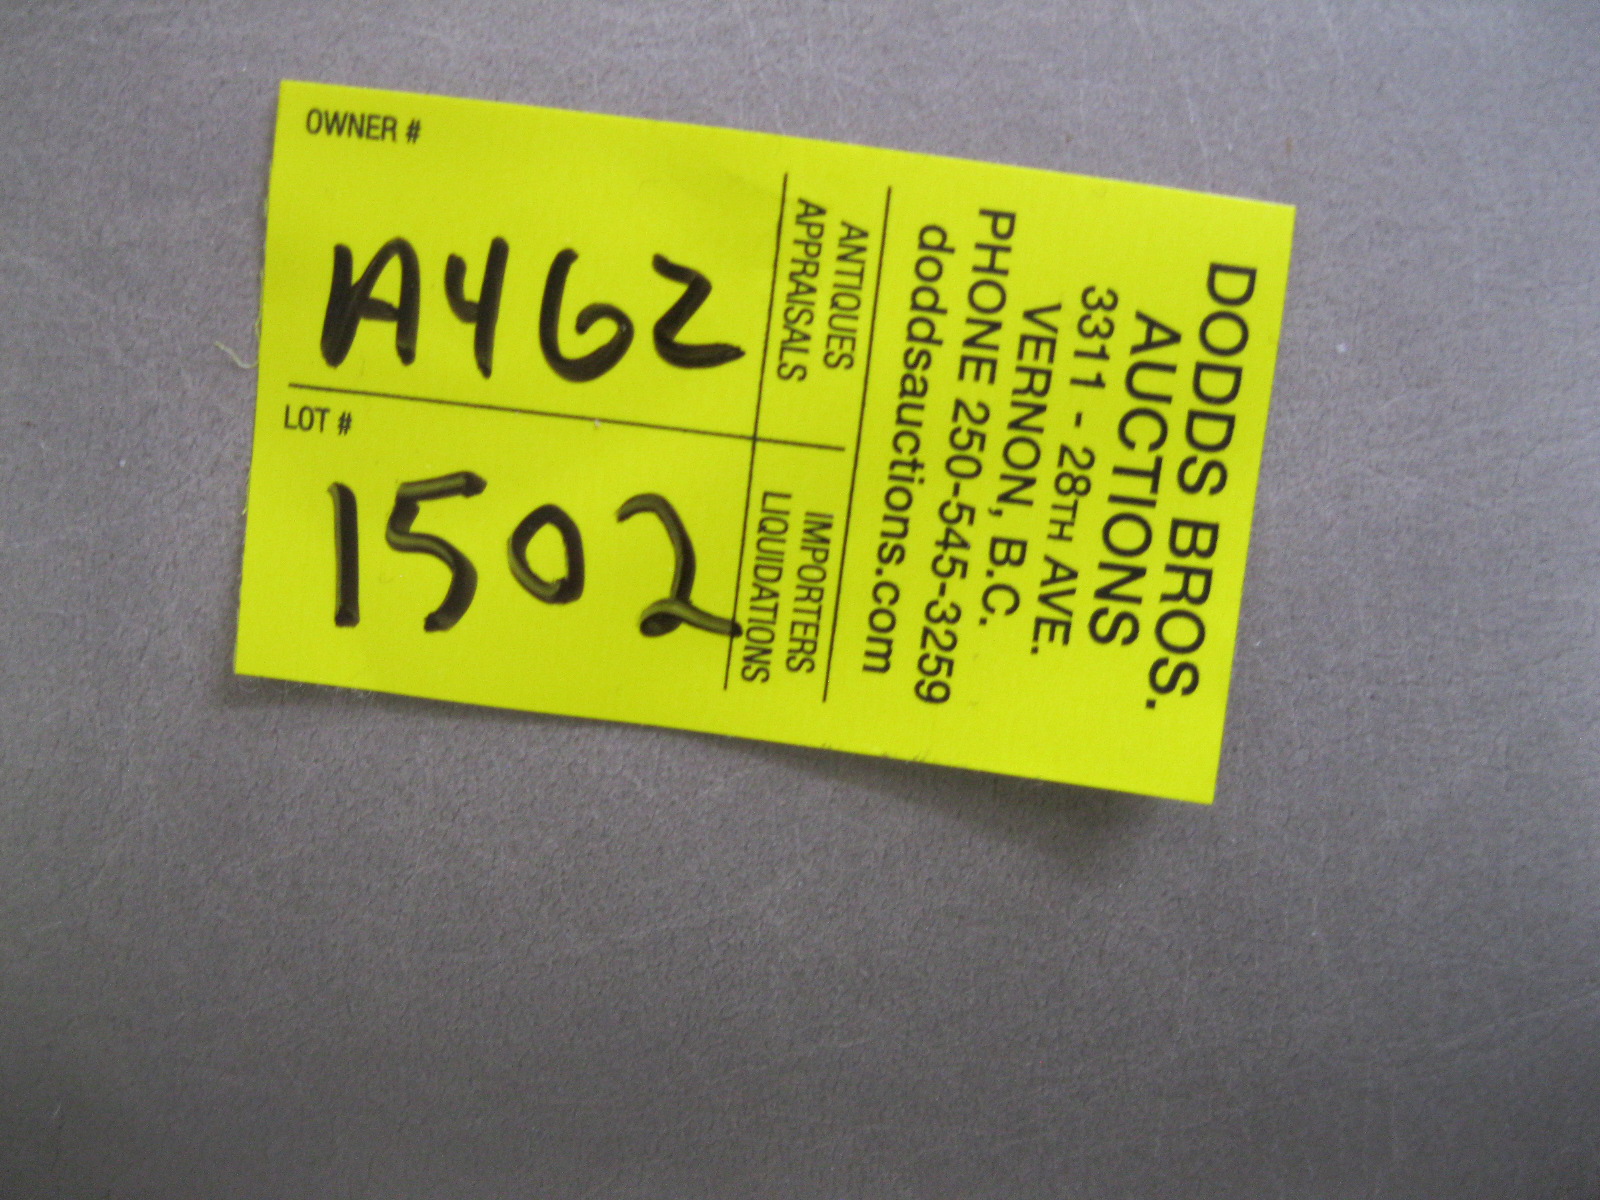 OWNER #
A462
LOT #
1502
ANTIQUES
APPRAISALS
IMPORTERS
LIQUIDATIONS
DODDS BROS.
AUCTIONS
3311 - 28TH AVE.
VERNON, B.C.
PHONE 250-545-3259
doddsauctions.com